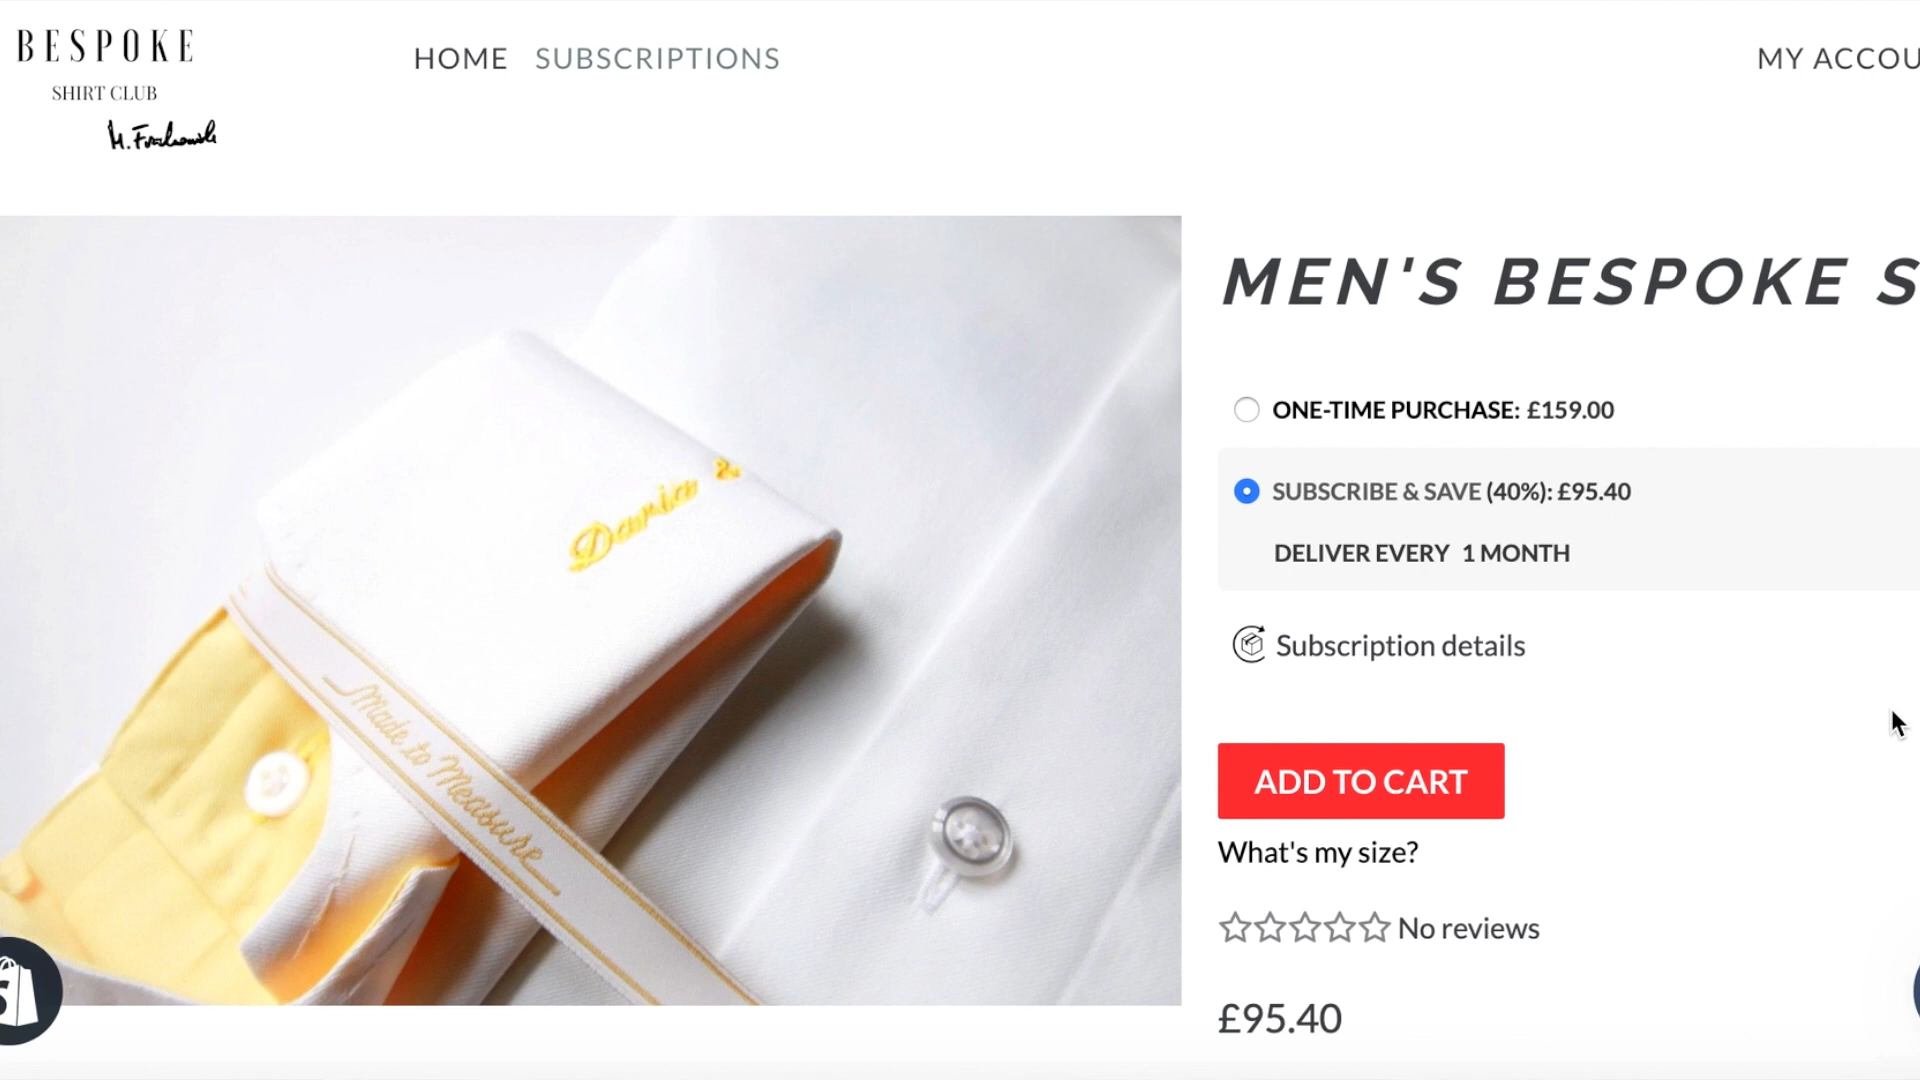 BESPOKE
SHIRT CLUB
HOME SUBSCRIPTIONS
MY ACCOU
MEN'S BESPOKE S
ONE-TIME PURCHASE: £159.00
SUBSCRIBE & SAVE (40%): £95.40
DELIVER EVERY 1 MONTH
Subscription details
ADD TO CART
What's my size?
No reviews
£95.40
Daria &
Made to Measure